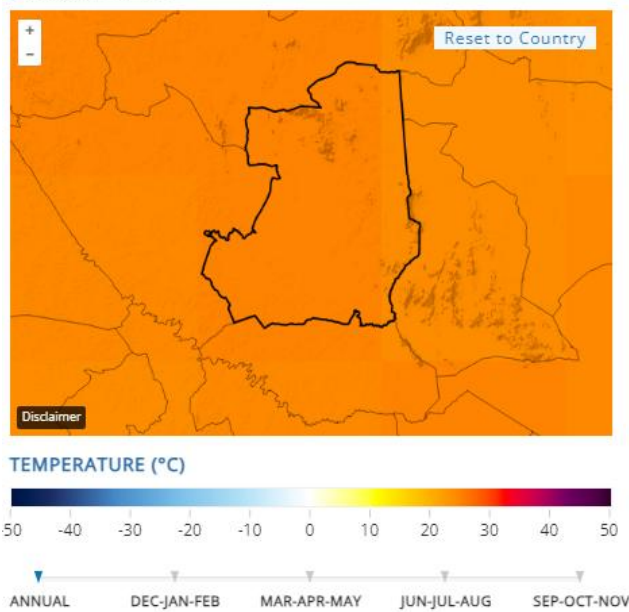 +
Reset to Country
-
Disclaimer
TEMPERATURE (°C)
-50 -40 -30 -20 -10 0 10 20 30 40 50
ANNUAL DEC-JAN-FEB MAR-APR-MAY JUN-JUL-AUG SEP-OCT-NOV